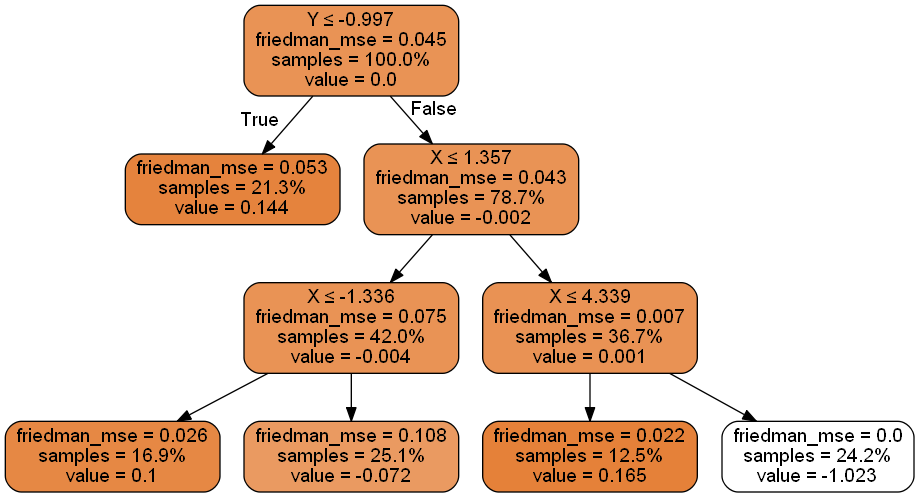 Y ≤ -0.997
friedman_mse = 0.045
samples = 100.0%
value = 0.0
True
False
friedman_mse = 0.053
samples = 21.3%
value = 0.144
X ≤ 1.357
friedman_mse = 0.043
samples = 78.7%
value = -0.002
X ≤ -1.336
friedman_mse = 0.075
samples = 42.0%
value = -0.004
X ≤ 4.339
friedman_mse = 0.007
samples = 36.7%
value = 0.001
friedman_mse = 0.026
samples = 16.9%
value = 0.1
friedman_mse = 0.108
samples = 25.1%
value = -0.072
friedman_mse = 0.022
samples = 12.5%
value = 0.165
friedman_mse = 0.0
samples = 24.2%
value = -1.023